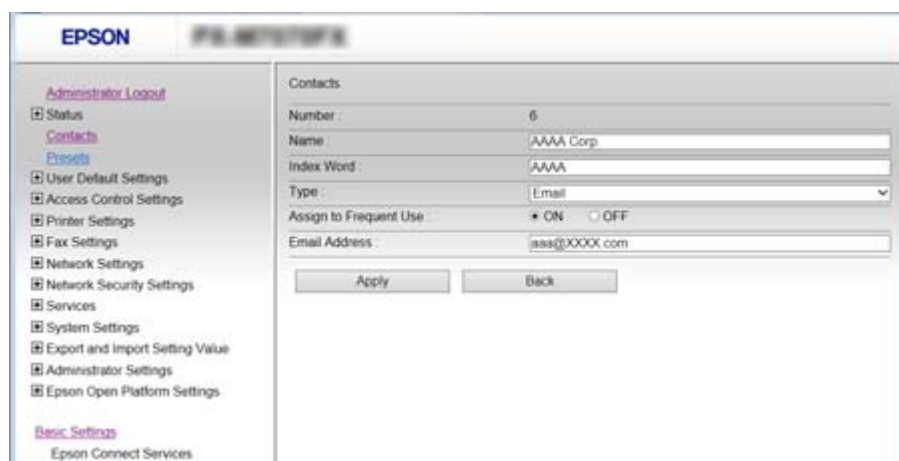 EPSON
Administrator Logout
Status
Contacts
Presets
User Default Settings
Access Control Settings
Printer Settings
Fax Settings
Network Settings
Network Security Settings
Services
System Settings
Export and Import Setting Value
Administrator Settings
Epson Open Platform Settings
Basic Settings
Epson Connect Services
Contacts
Number : 6
Name : AAAA Corp
Index Word : AAAA
Type : Email
Assign to Frequent Use ON OFF
Email Address : aaa@XXXX.com
Apply Back